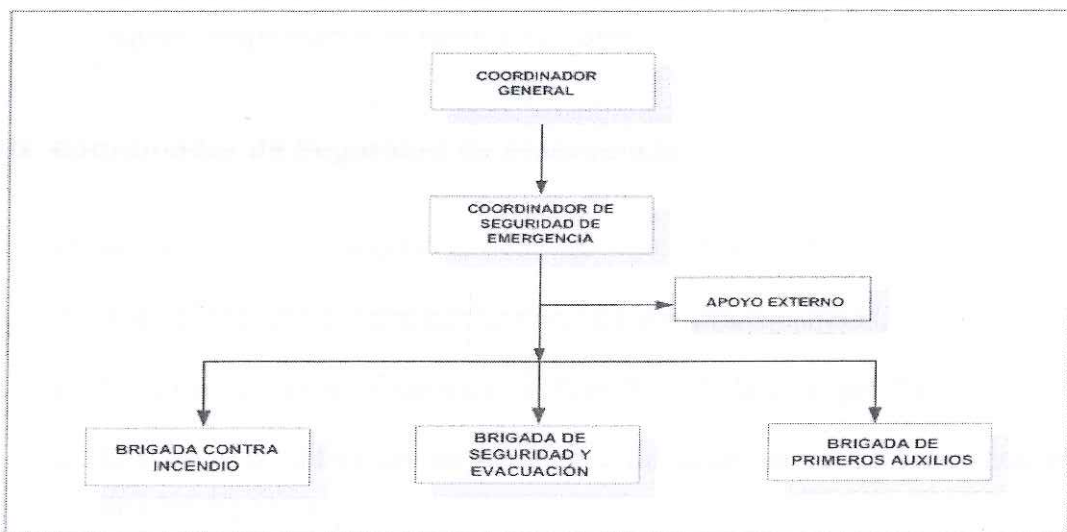 COORDINADOR
GENERAL
COORDINADOR DE
SEGURIDAD DE
EMERGENCIA
APOYO EXTERNO
BRIGADA CONTRA
INCENDIO
BRIGADA DE
SEGURIDAD Y
EVACUACIÓN
BRIGADA DE
PRIMEROS AUXILIOS